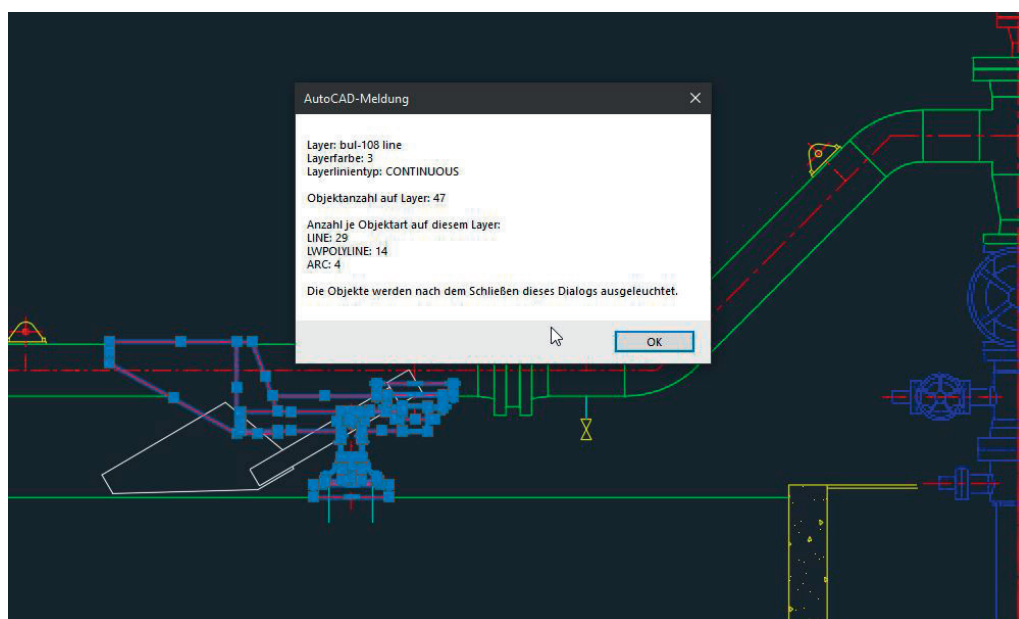 AutoCAD-Meldung
Layer: bul-108 line
Layerfarbe: 3
Layerlinientyp: CONTINUOUS
Objektanzahl auf Layer: 47
Anzahl je Objektart auf diesem Layer:
LINE: 29
LWPOLYLINE: 14
ARC: 4
Die Objekte werden nach dem Schließen dieses Dialogs ausgeleuchtet.
OK